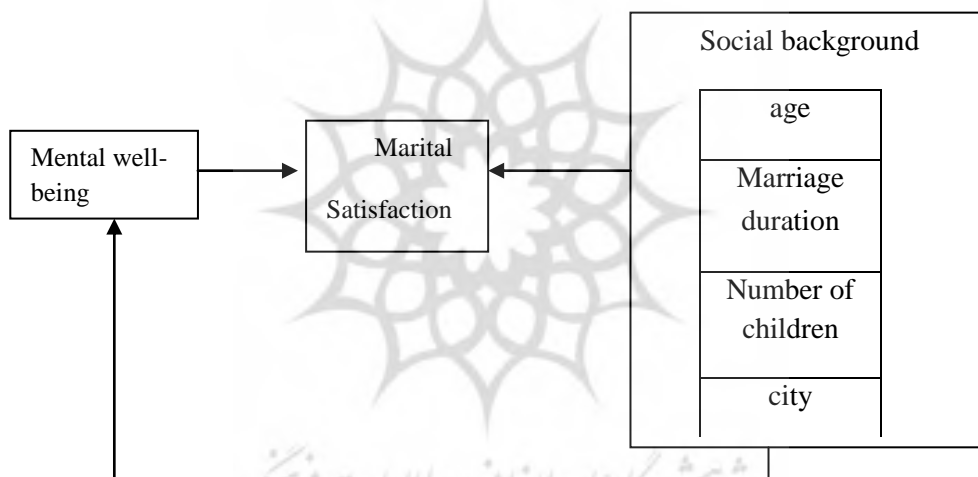 Social background
age
Mental well-
being
Marital
Satisfaction
Marriage
duration
Number of
children
city